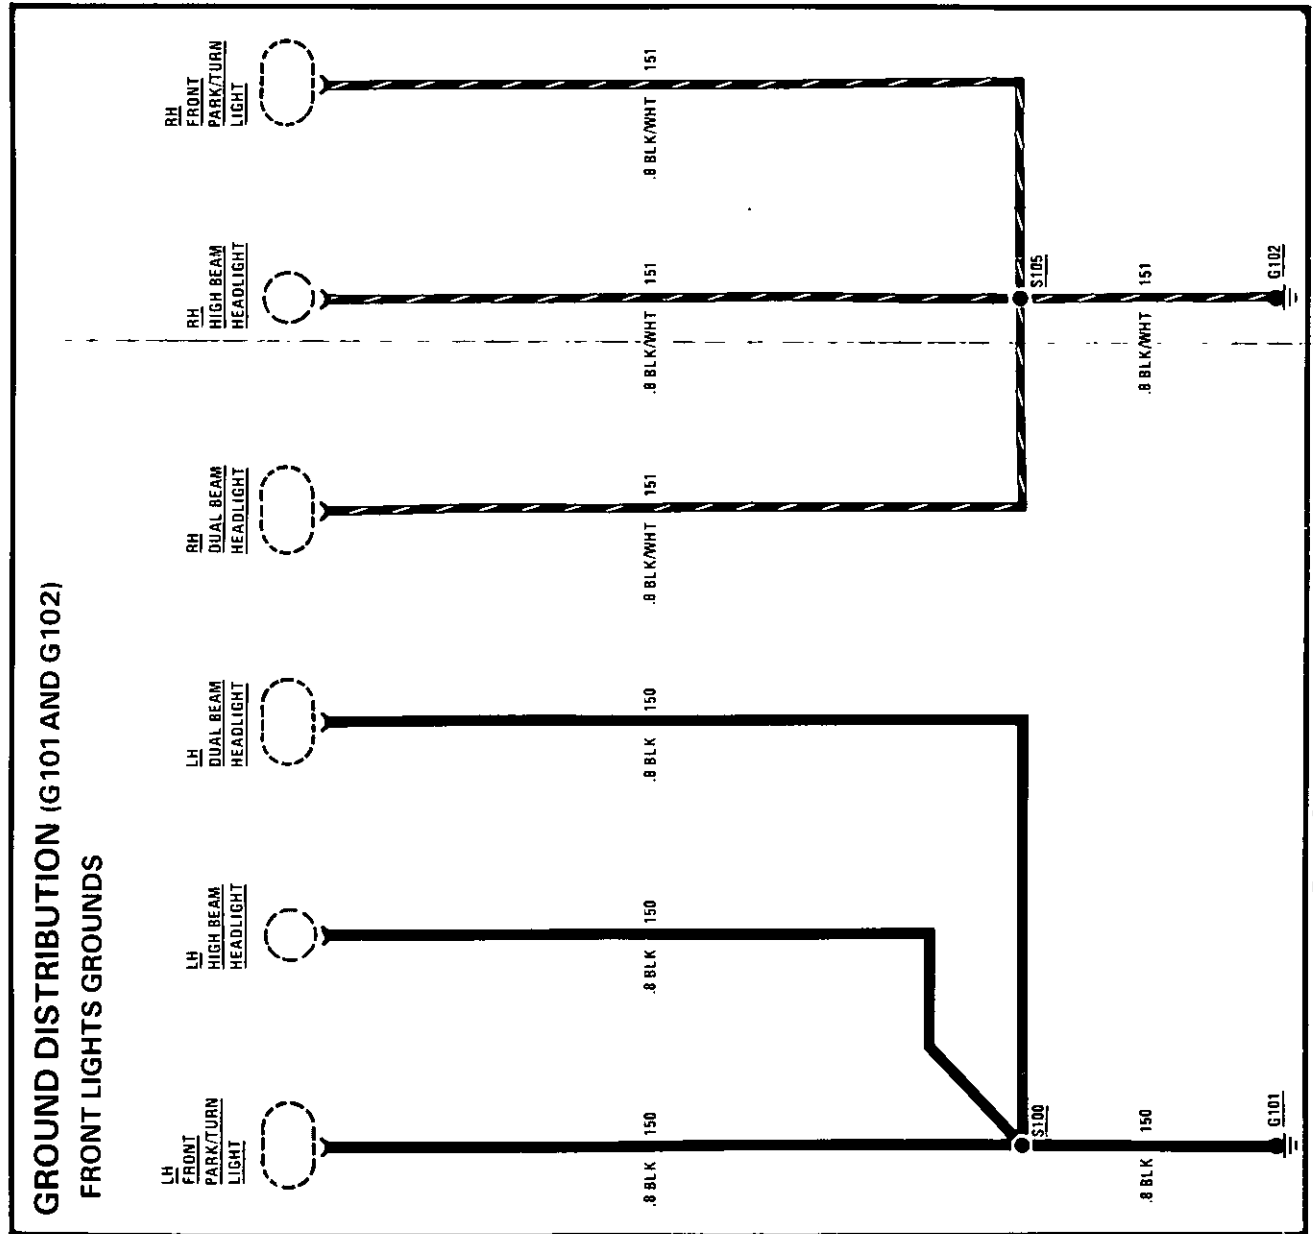 GROUND DISTRIBUTION (G101 AND G102)
FRONT LIGHTS GROUNDS
LH
FRONT
PARK/TURN
LIGHT
LH
HIGH BEAM
HEADLIGHT
LH
DUAL BEAM
HEADLIGHT
RH
DUAL BEAM
HEADLIGHT
RH
HIGH BEAM
HEADLIGHT
RH
FRONT
PARK/TURN
LIGHT
.8 BLK 150
.8 BLK 150
.8 BLK 150
.8 BLK/WHT 151
.8 BLK/WHT 151
.8 BLK/WHT 151
S100
S105
.8 BLK 150
.8 BLK/WHT 151
G101
G102